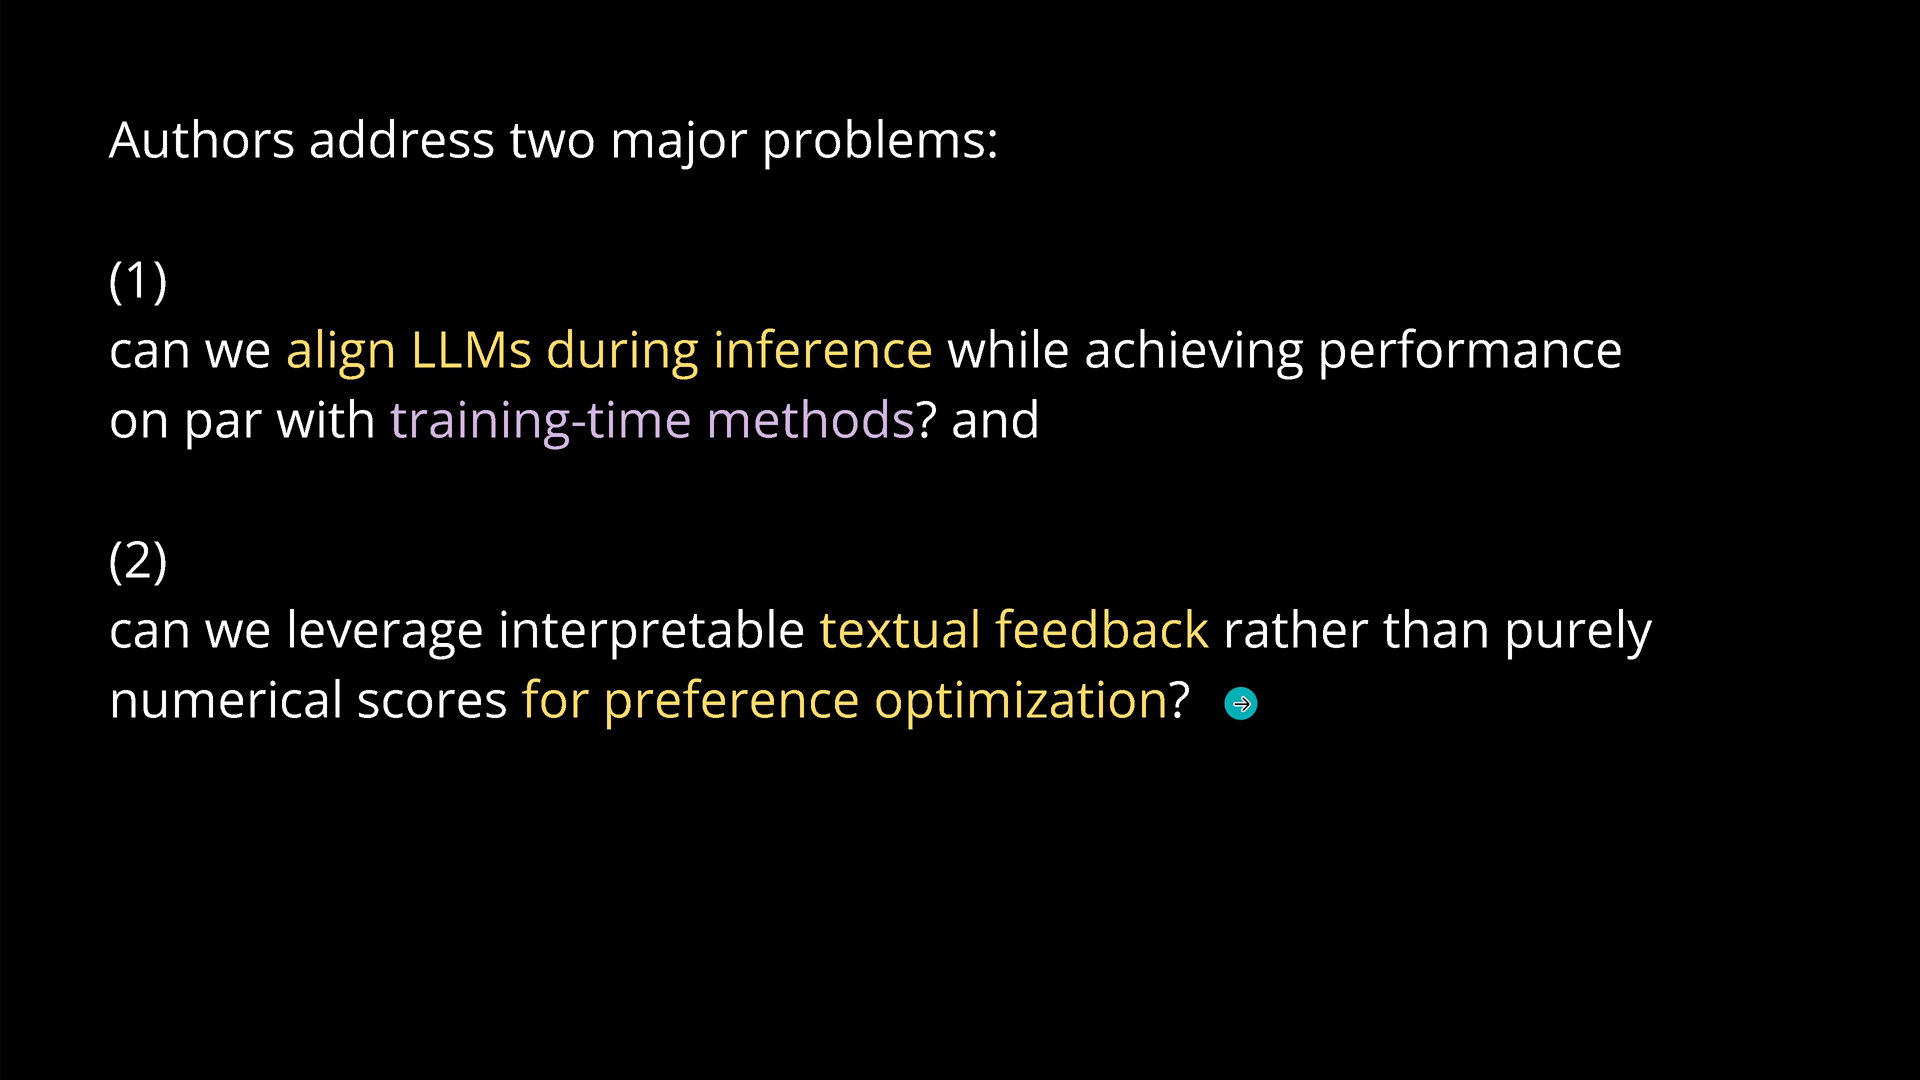 Authors address two major problems:
(1)
can we align LLMs during inference while achieving performance
on par with training-time methods? and
(2)
can we leverage interpretable textual feedback rather than purely
numerical scores for preference optimization?